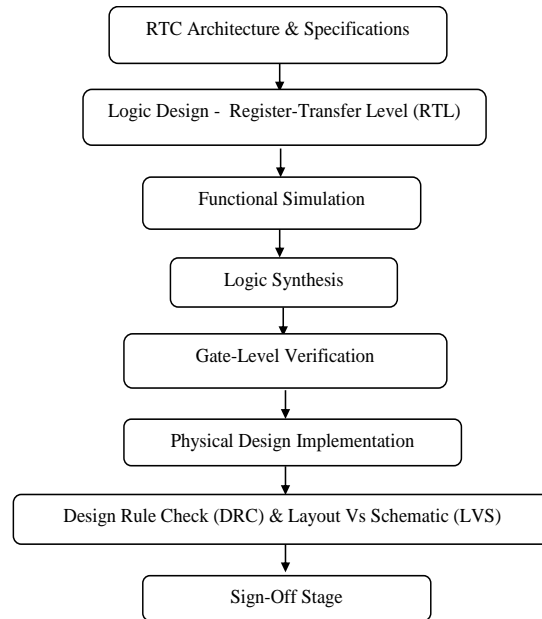 RTC Architecture & Specifications
Logic Design - Register-Transfer Level (RTL)
Functional Simulation
Logic Synthesis
Gate-Level Verification
Physical Design Implementation
Design Rule Check (DRC) & Layout Vs Schematic (LVS)
Sign-Off Stage